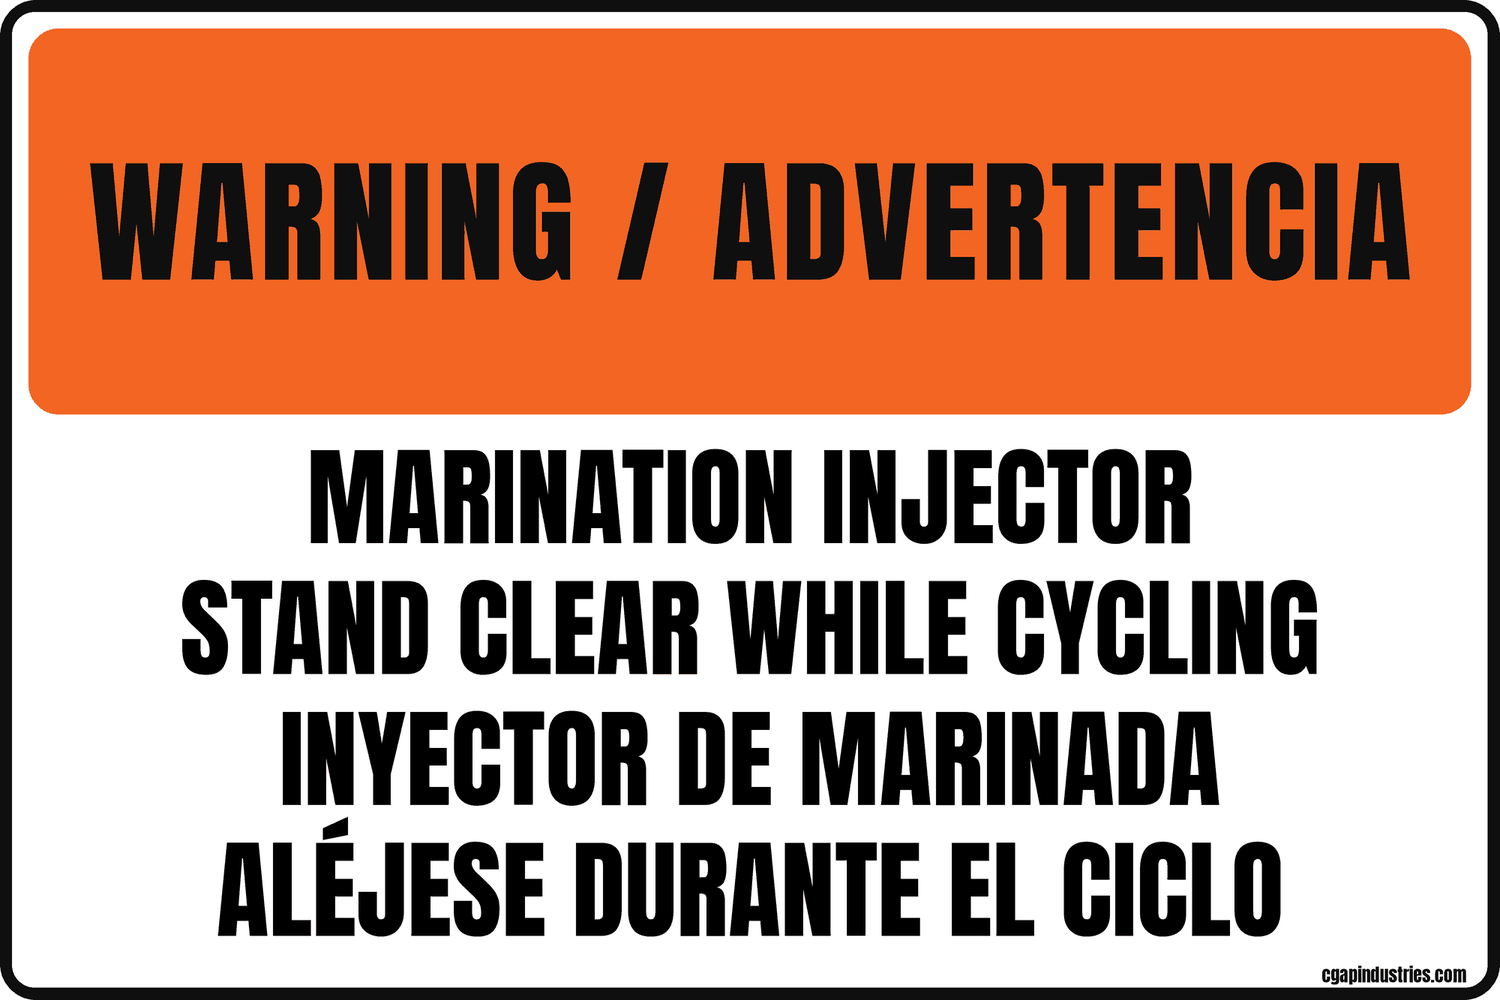 WARNING / ADVERTENCIA
MARINATION INJECTOR
STAND CLEAR WHILE CYCLING
INYECTOR DE MARINADA
ALÉJESE DURANTE EL CICLO
cgapindustries.com